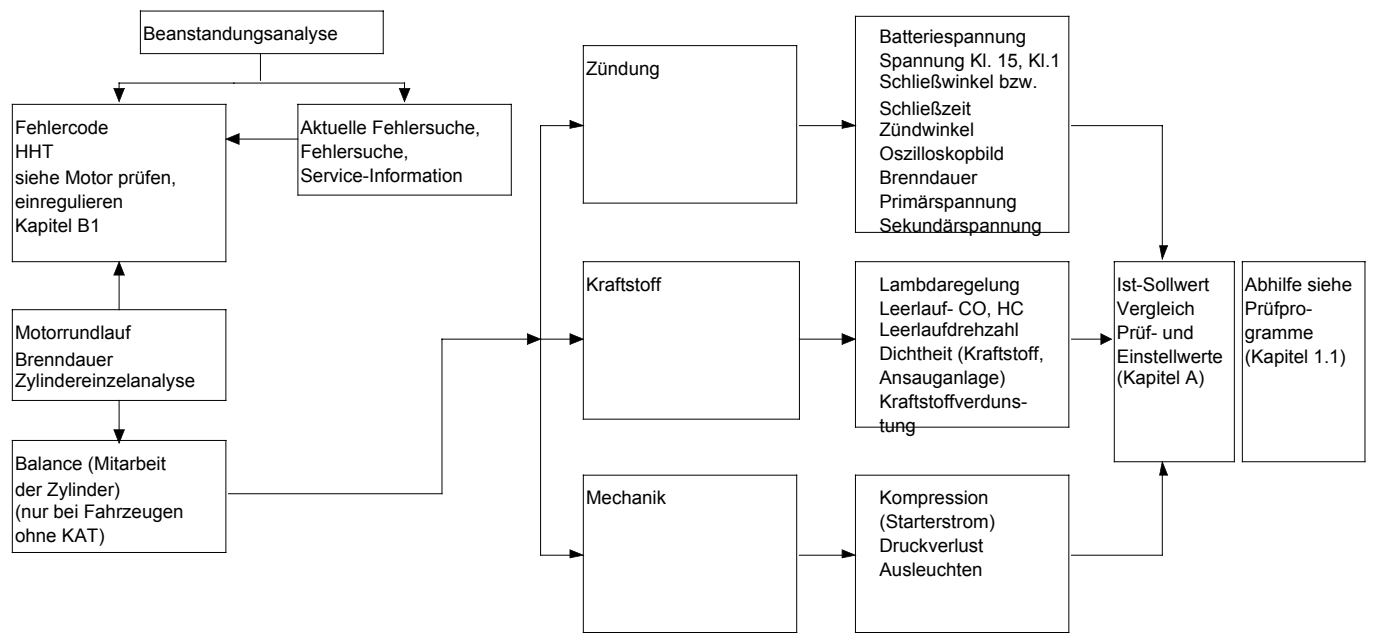 Beanstandungsanalyse
Fehlercode
HHT
siehe Motor prüfen,
einregulieren
Kapitel B1
Aktuelle Fehlersuche,
Fehlersuche,
Service-Information
Motorrundlauf
Brenndauer
Zylindereinzelanalyse
Balance (Mitarbeit
der Zylinder)
(nur bei Fahrzeugen
ohne KAT)
Zündung
Batteriespannung
Spannung Kl. 15, Kl.1
Schließwinkel bzw.
Schließzeit
Zündwinkel
Oszilloskopbild
Brenndauer
Primärspannung
Sekundärspannung
Kraftstoff
Lambdaregelung
Leerlauf- CO, HC
Leerlaufdrehzahl
Dichtheit (Kraftstoff,
Ansauganlage)
Kraftstoffverduns-
tung
Mechanik
Kompression
(Starterstrom)
Druckverlust
Ausleuchten
Ist-Sollwert
Vergleich
Prüf- und
Einstellwerte
(Kapitel A)
Abhilfe siehe
Prüfpro-
gramme
(Kapitel 1.1)